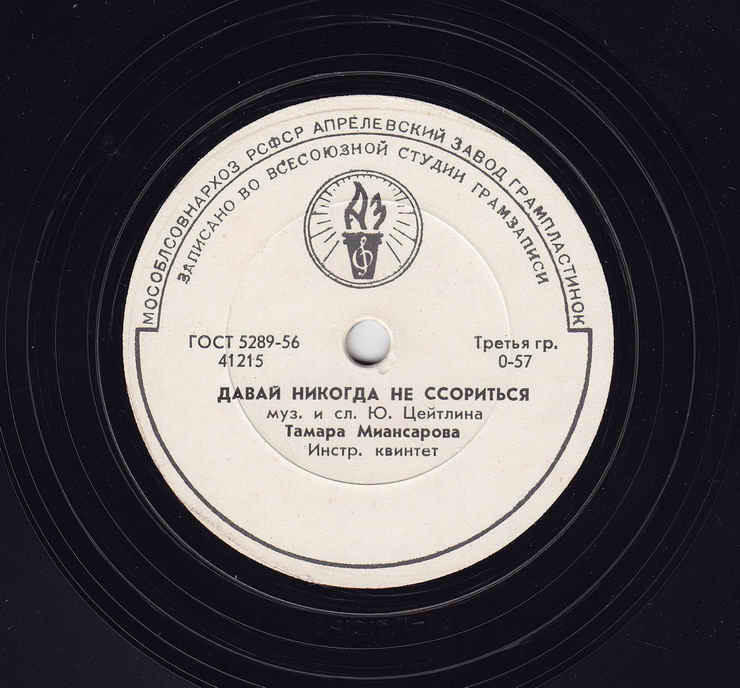 МОСОБЛСОВНАРХОЗ РСФСР АПРЕЛЕВСКИЙ ЗАВОД ГРАМПЛАСТИНОК
ЗАПИСАНО ВО ВСЕСОЮЗНОЙ СТУДИИ ГРАМЗАПИСИ
АЗ
ГОСТ 5289-56 Третья гр.
41215 0-57
ДАВАЙ НИКОГДА НЕ ССОРИТЬСЯ
муз. и сл. Ю. Цейтлина
Тамара Миансарова
Инстр. квинтет